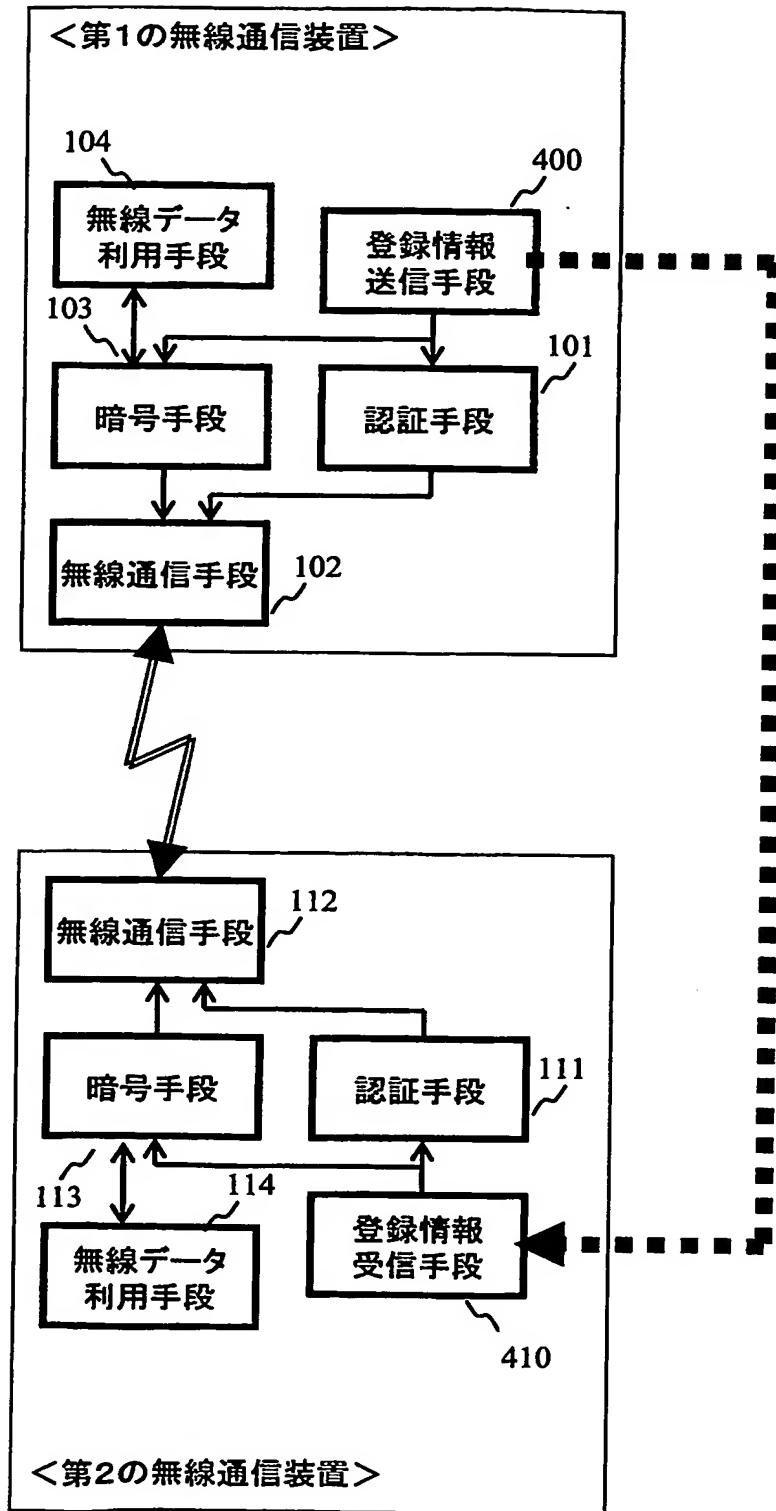 ＜第1の無線通信装置＞
104
無線データ
利用手段
400
登録情報
送信手段
103
暗号手段
101
認証手段
無線通信手段
102
無線通信手段
112
暗号手段
認証手段
111
113
114
無線データ
利用手段
登録情報
受信手段
410
＜第2の無線通信装置＞